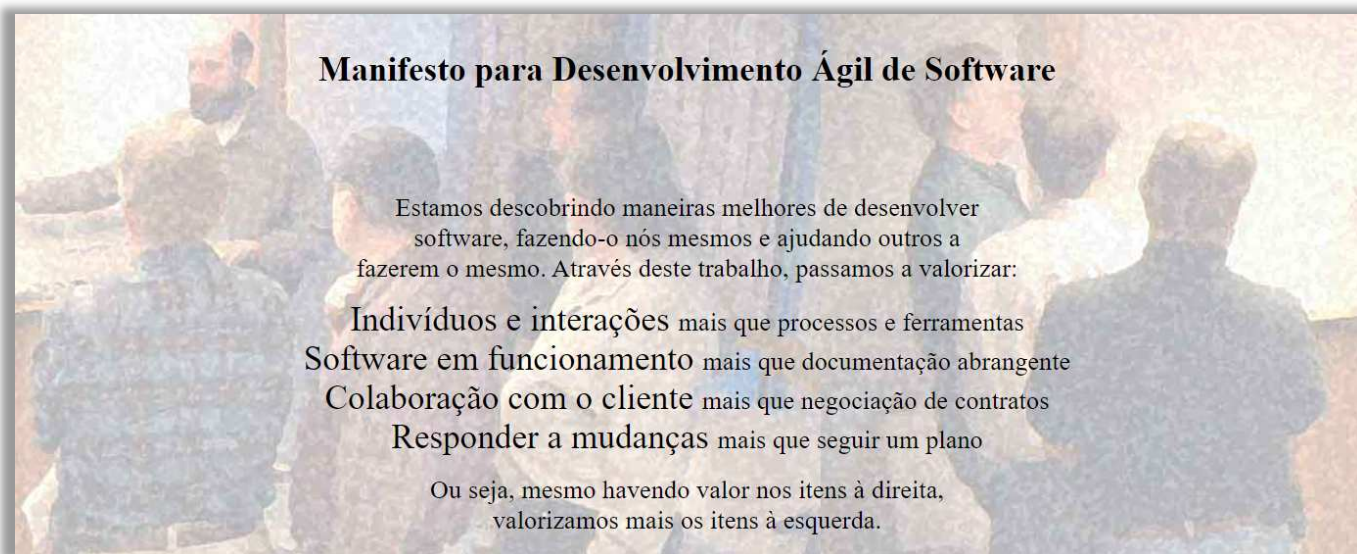 Manifesto para Desenvolvimento Ágil de Software
Estamos descobrindo maneiras melhores de desenvolver
software, fazendo-o nós mesmos e ajudando outros a
fazerem o mesmo. Através deste trabalho, passamos a valorizar:
Indivíduos e interações mais que processos e ferramentas
Software em funcionamento mais que documentação abrangente
Colaboração com o cliente mais que negociação de contratos
Responder a mudanças mais que seguir um plano
Ou seja, mesmo havendo valor nos itens à direita,
valorizamos mais os itens à esquerda.